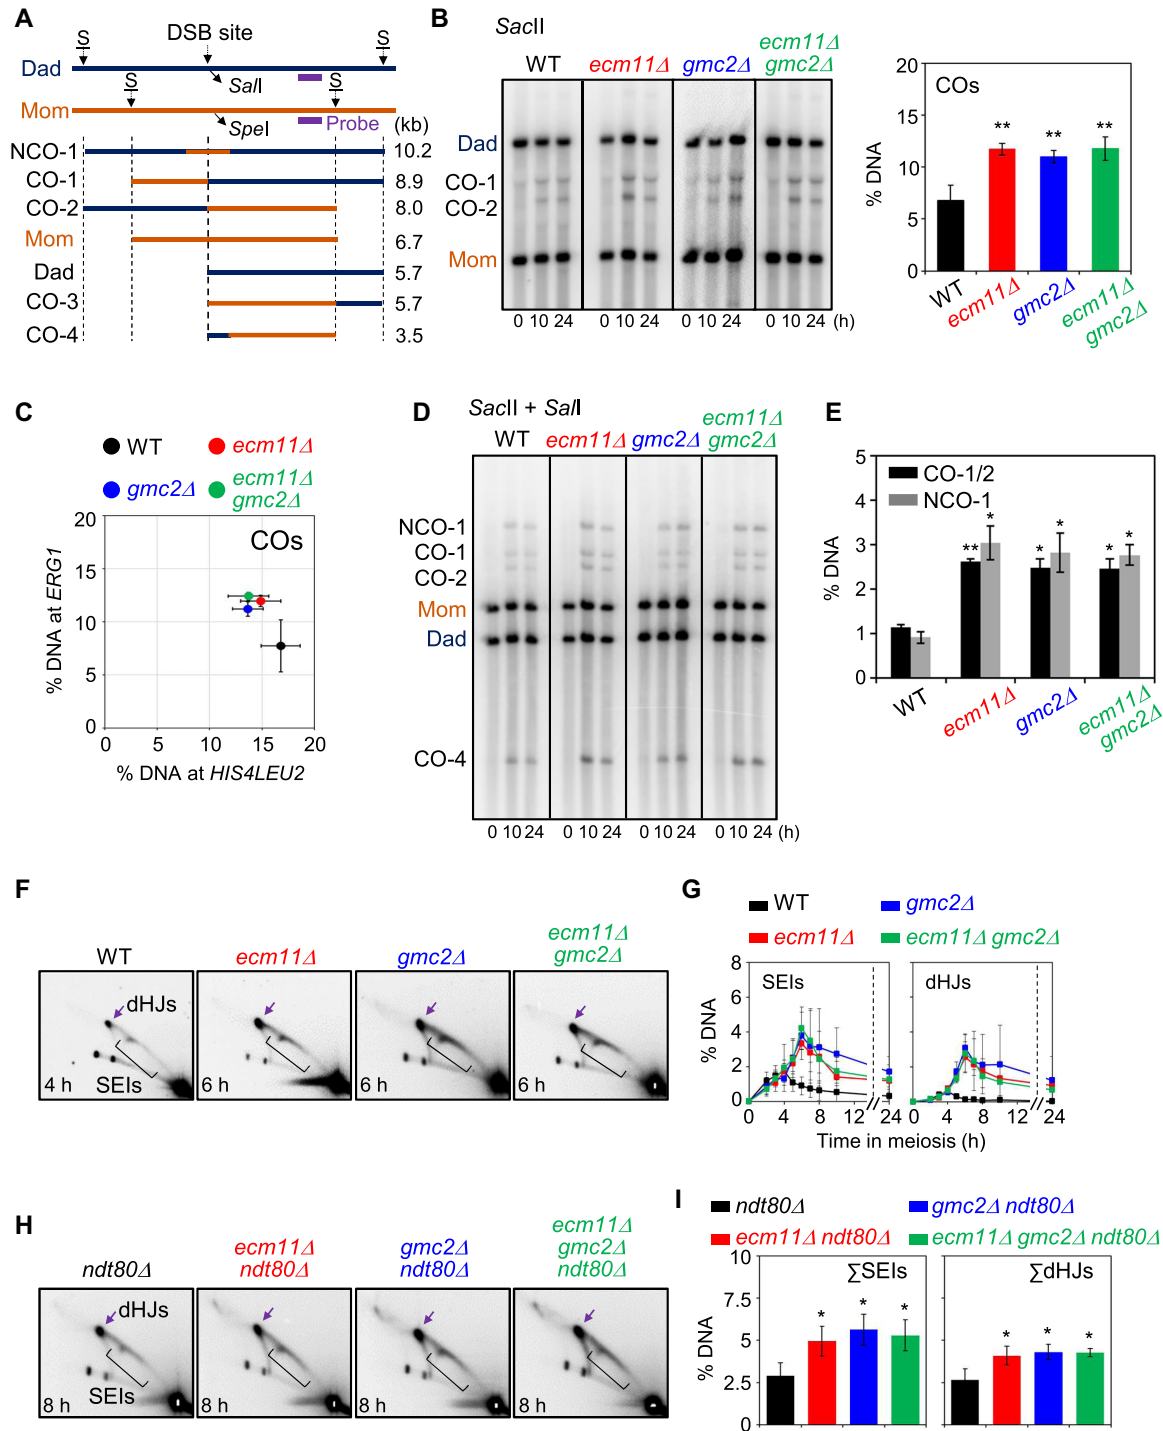 A
S
DSB site
S
Dad
SalI
S
S
Mom
SpeI
Probe
(kb)
NCO-1
10.2
CO-1
8.9
CO-2
8.0
Mom
6.7
Dad
5.7
CO-3
5.7
CO-4
3.5
B
SacII
WT
ecm11Δ
gmc2Δ
ecm11Δ
gmc2Δ
Dad
CO-1
CO-2
Mom
0 10 24
0 10 24
0 10 24
0 10 24
(h)
COs
% DNA
20
15
10
5
0
**
**
**
WT
ecm11Δ
gmc2Δ
ecm11Δ
gmc2Δ
C
WT
ecm11Δ
gmc2Δ
ecm11Δ
gmc2Δ
COs
% DNA at ERG1
20
15
10
5
0
0
5
10
15
20
% DNA at HIS4LEU2
D
SacII + SalI
WT
ecm11Δ
gmc2Δ
ecm11Δ
gmc2Δ
NCO-1
CO-1
CO-2
Mom
Dad
CO-4
0 10 24
0 10 24
0 10 24
0 10 24
(h)
E
CO-1/2
NCO-1
% DNA
5
4
3
2
1
0
**
*
*
*
*
*
WT
ecm11Δ
gmc2Δ
ecm11Δ
gmc2Δ
F
WT
ecm11Δ
gmc2Δ
ecm11Δ
gmc2Δ
dHJs
SEIs
4 h
6 h
6 h
6 h
G
WT
gmc2Δ
ecm11Δ
ecm11Δ gmc2Δ
SEIs
dHJs
% DNA
8
6
4
2
0
0 4 8 12 24
0 4 8 12 24
Time in meiosis (h)
H
ndt80Δ
ecm11Δ
ndt80Δ
gmc2Δ
ndt80Δ
ecm11Δ
gmc2Δ
ndt80Δ
dHJs
SEIs
8 h
8 h
8 h
8 h
I
ndt80Δ
gmc2Δ ndt80Δ
ecm11Δ ndt80Δ
ecm11Δ gmc2Δ ndt80Δ
∑SEIs
∑dHJs
% DNA
10
7.5
5
2.5
0
*
*
*
*
*
*